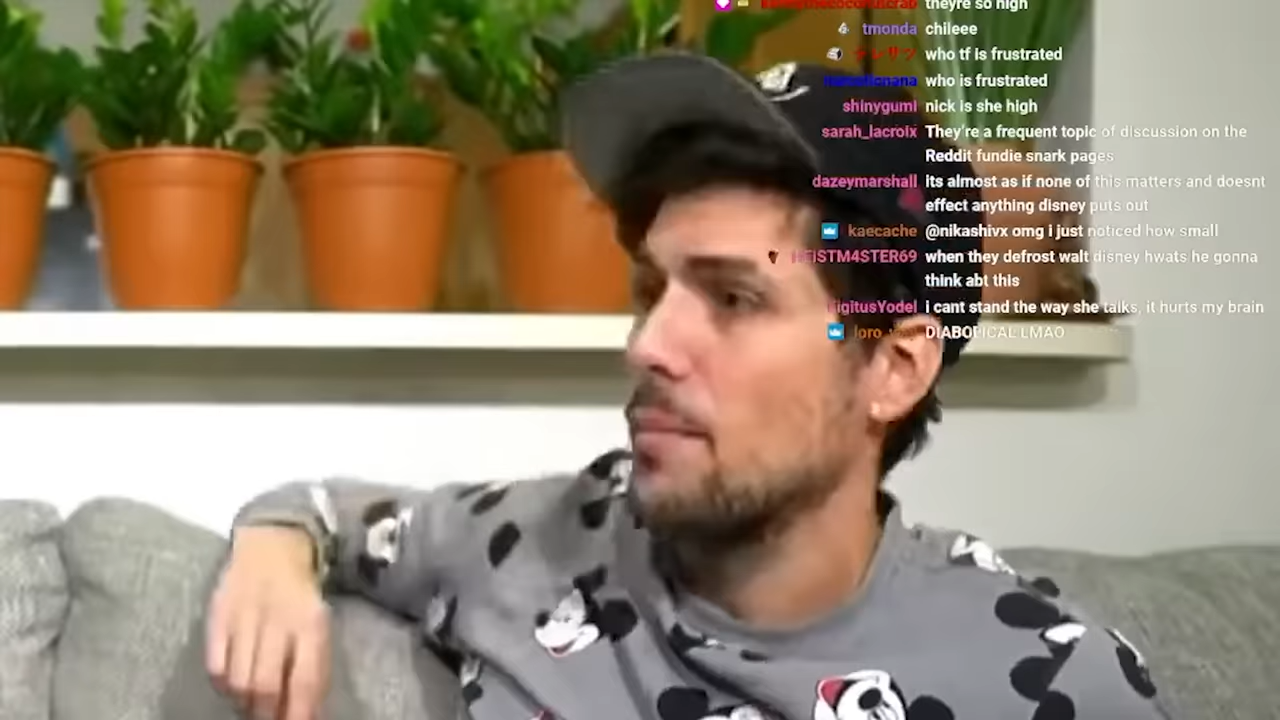 theyre so high
tmonda chileee
who tf is frustrated
who is frustrated
shinygumi nick is she high
sarah_lacroix They're a frequent topic of discussion on the
Reddit fundie snark pages
dazeymarshall its almost as if none of this matters and doesnt
effect anything disney puts out
kaecache @nikashivx omg i just noticed how small
when they defrost walt disney hwats he gonna
think abt this
i cant stand the way she talks, it hurts my brain
DIABOPICAL LMAO